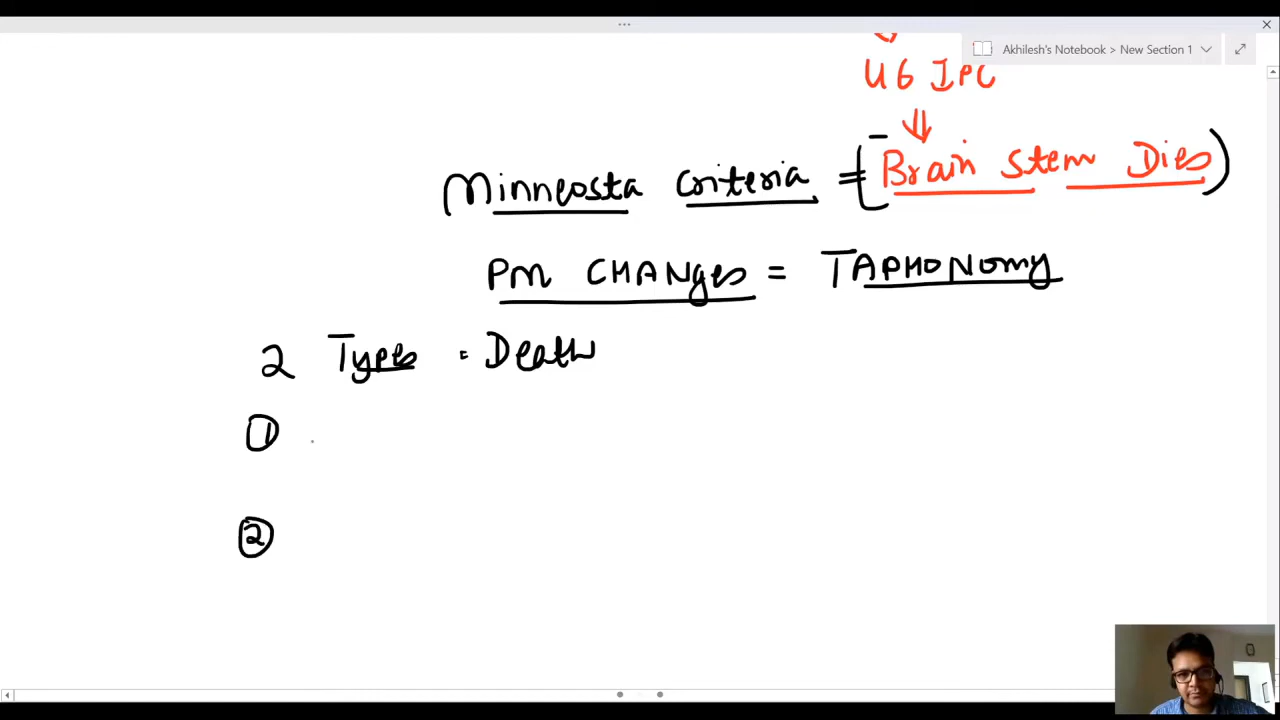 Akhilesh's Notebook > New Section 1
U6 IPC
Minneosta criteria = [Brain stem Dies)
PM CHANges = TAPHONOMY
2 Types = Death
①
②